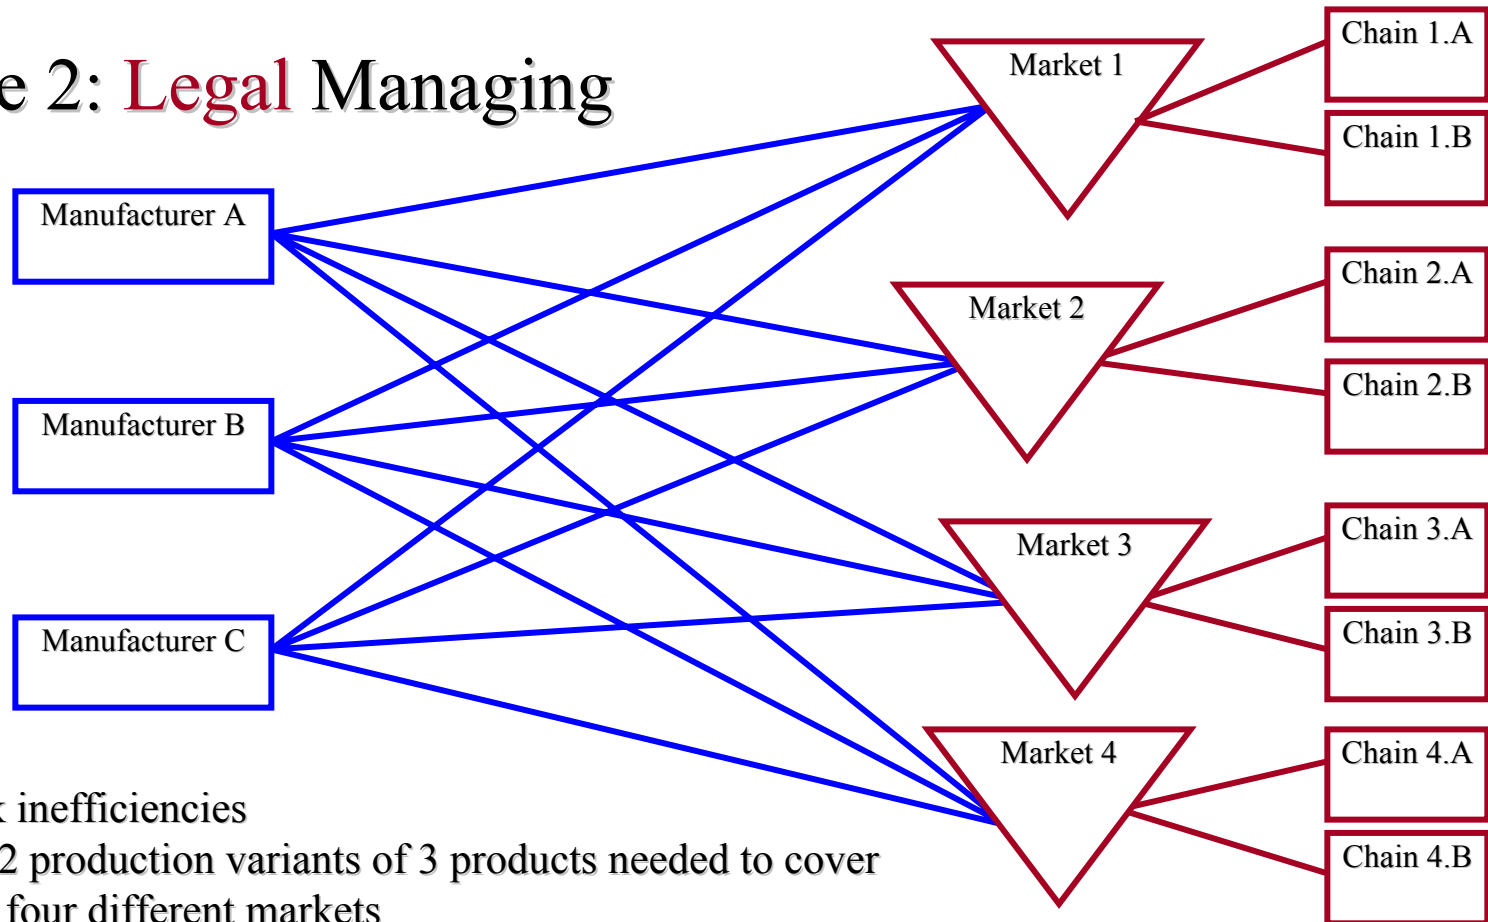 e 2: Legal Managing
Market 1
Chain 1.A
Chain 1.B
Manufacturer A
Market 2
Chain 2.A
Chain 2.B
Manufacturer B
Market 3
Chain 3.A
Chain 3.B
Manufacturer C
Market 4
Chain 4.A
Chain 4.B
k inefficiencies
2 production variants of 3 products needed to cover
four different markets